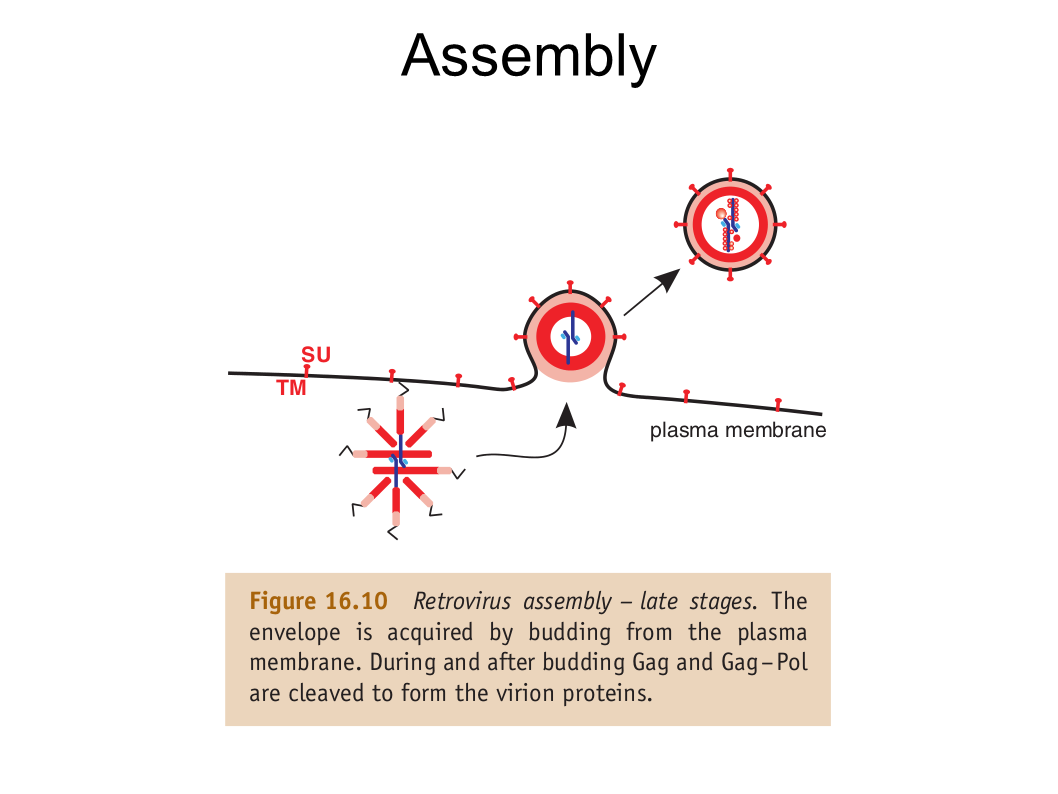 Assembly
SU
TM
plasma membrane
Figure 16.10 Retrovirus assembly – late stages. The
envelope is acquired by budding from the plasma
membrane. During and after budding Gag and Gag–Pol
are cleaved to form the virion proteins.